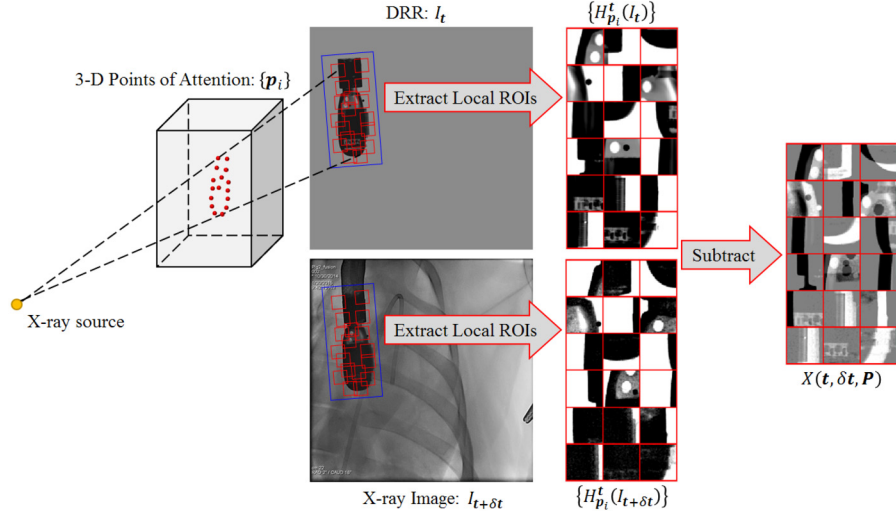 DRR: I_t
{H^t_{p_i}(I_t)}
3-D Points of Attention: {p_i}
Extract Local ROIs
X-ray source
Subtract
Extract Local ROIs
X(t, δt, P)
X-ray Image: I_{t+δt}
{H^t_{p_i}(I_{t+δt})}